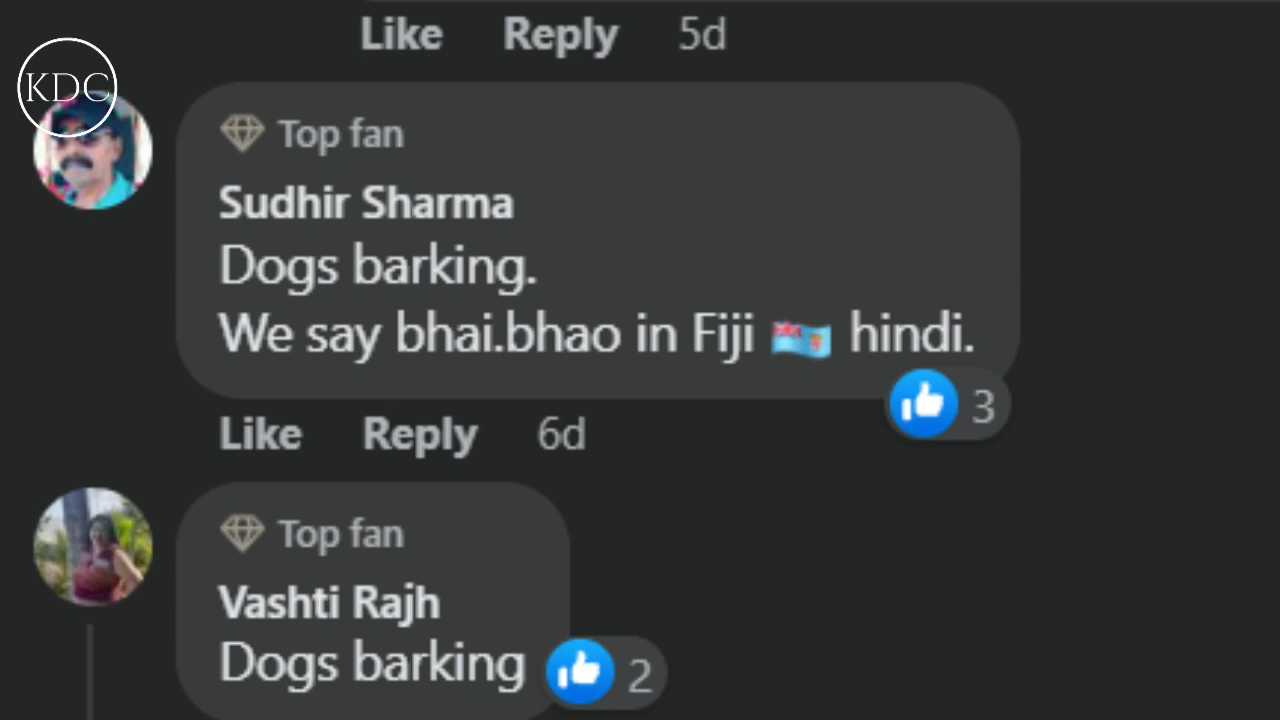 Like Reply 5d
KDC
Top fan
Sudhir Sharma
Dogs barking.
We say bhai.bhao in Fiji 🇫🇯 hindi.
3
Like Reply 6d
Top fan
Vashti Rajh
Dogs barking
2